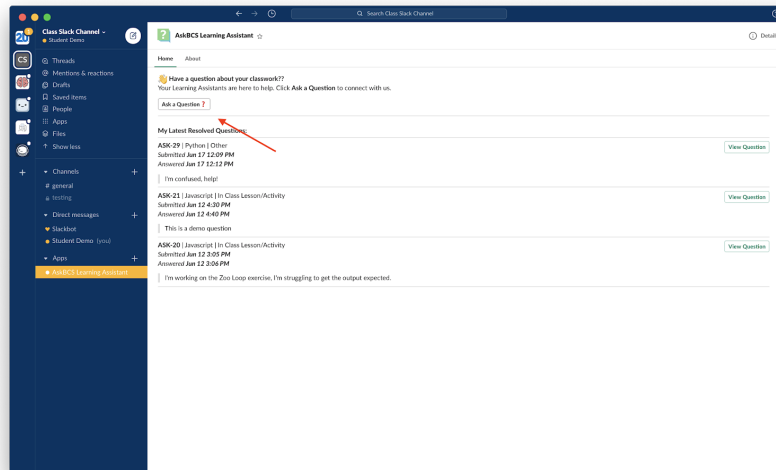 Search Class Slack Channel
Class Slack Channel
Student Demo
CS
Threads
Mentions & reactions
Drafts
Saved items
People
Apps
Files
Show less
Channels
# general
testing
Direct messages
Slackbot
Student Demo (you)
Apps
AskBCS Learning Assistant
AskBCS Learning Assistant
Detail
Home About
Have a question about your classwork??
Your Learning Assistants are here to help. Click Ask a Question to connect with us.
Ask a Question ?
My Latest Resolved Questions:
ASK-29 | Python | Other
View Question
Submitted Jun 17 12:09 PM
Answered Jun 17 12:12 PM
I'm confused, help!
ASK-21 | Javascript | In Class Lesson/Activity
View Question
Submitted Jun 12 4:30 PM
Answered Jun 12 4:40 PM
This is a demo question
ASK-20 | Javascript | In Class Lesson/Activity
View Question
Submitted Jun 12 3:05 PM
Answered Jun 12 3:06 PM
I'm working on the Zoo Loop exercise, I'm struggling to get the output expected.